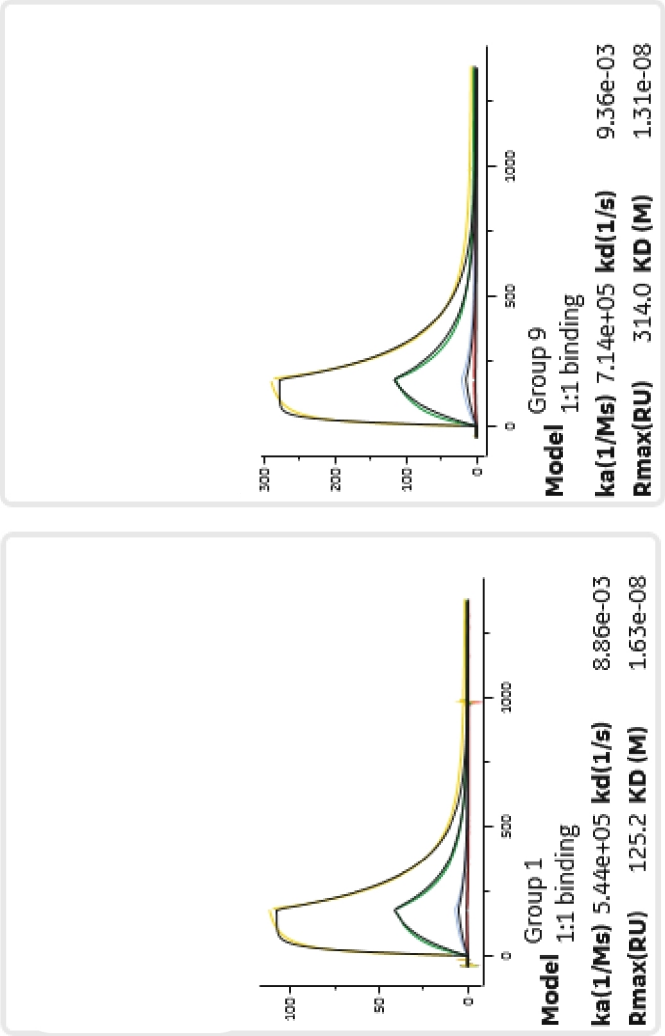 100
50
0
0
500
1000
Group 1
Model 1:1 binding
ka(1/Ms) 5.44e+05 kd(1/s) 8.86e-03
Rmax(RU) 125.2 KD (M) 1.63e-08
300
200
100
0
0
500
1000
Group 9
Model 1:1 binding
ka(1/Ms) 7.14e+05 kd(1/s) 9.36e-03
Rmax(RU) 314.0 KD (M) 1.31e-08